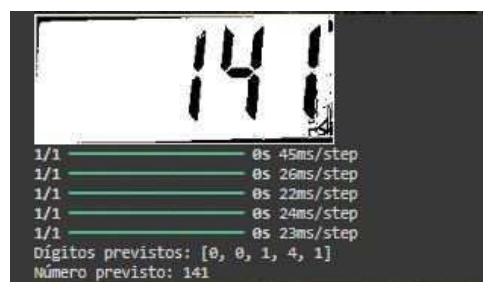 141
1/1 ━━━━━━━━━━━━━━━━━━━━ 0s 45ms/step
1/1 ━━━━━━━━━━━━━━━━━━━━ 0s 26ms/step
1/1 ━━━━━━━━━━━━━━━━━━━━ 0s 22ms/step
1/1 ━━━━━━━━━━━━━━━━━━━━ 0s 24ms/step
1/1 ━━━━━━━━━━━━━━━━━━━━ 0s 23ms/step
Dígitos previstos: [0, 0, 1, 4, 1]
Número previsto: 141